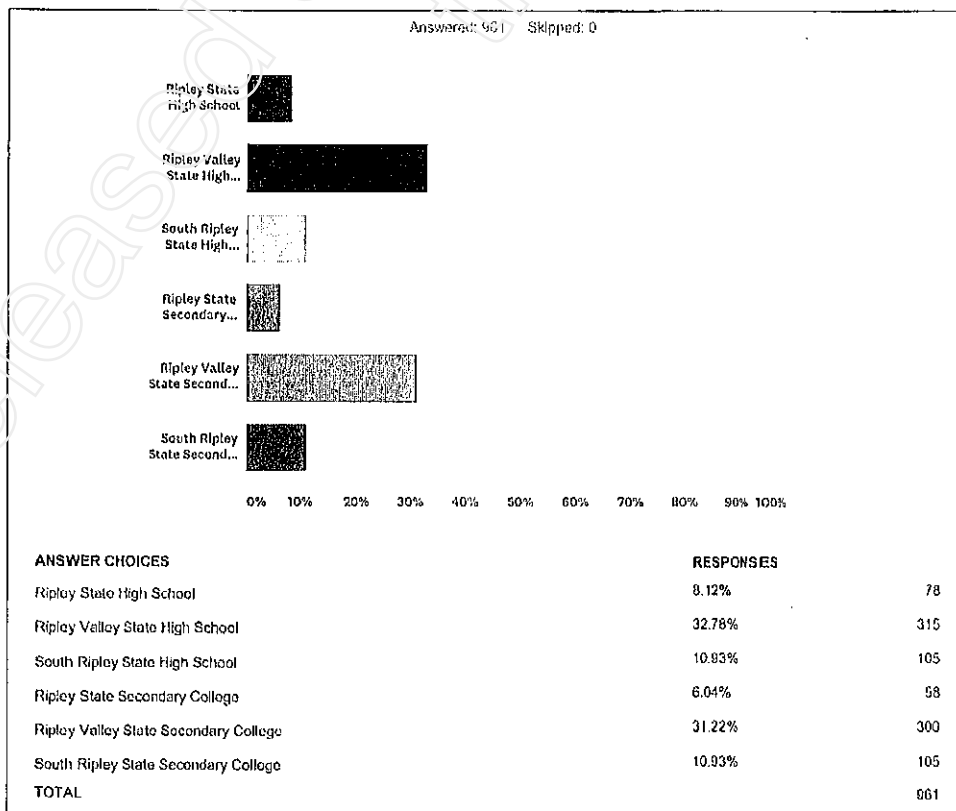 Answered: 961 Skipped: 0
Ripley State
High School
Ripley Valley
State High...
South Ripley
State High...
Ripley State
Secondary...
Ripley Valley
State Second...
South Ripley
State Second...
0% 10% 20% 30% 40% 50% 60% 70% 80% 90% 100%
ANSWER CHOICES RESPONSES
Ripley State High School 8.12% 78
Ripley Valley State High School 32.78% 315
South Ripley State High School 10.93% 105
Ripley State Secondary College 6.04% 58
Ripley Valley State Secondary College 31.22% 300
South Ripley State Secondary College 10.93% 105
TOTAL 961